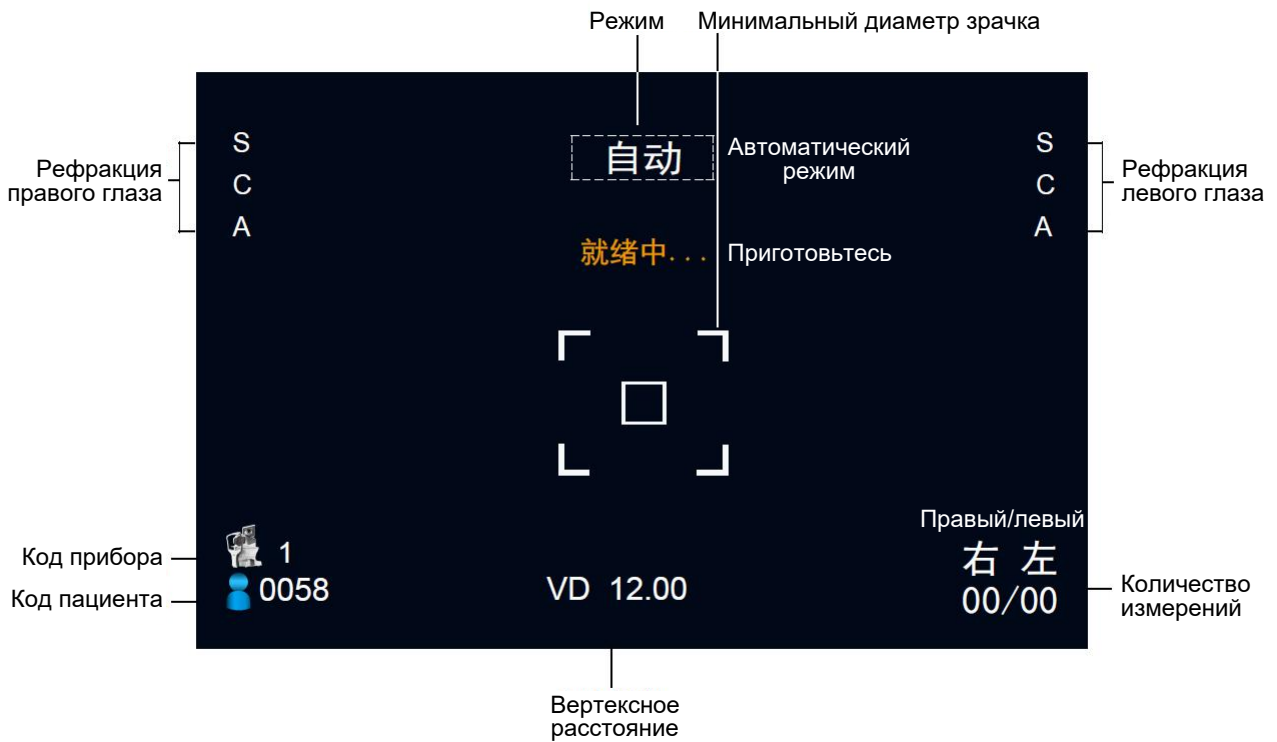 Режим
Минимальный диаметр зрачка
Рефракция
правого глаза
S
C
A
自动
Автоматический
режим
S
C
A
Рефракция
левого глаза
就绪中...
Приготовьтесь
Код прибора
1
Код пациента
0058
VD 12.00
Правый/левый
右 左
00/00
Количество
измерений
Вертексное
расстояние